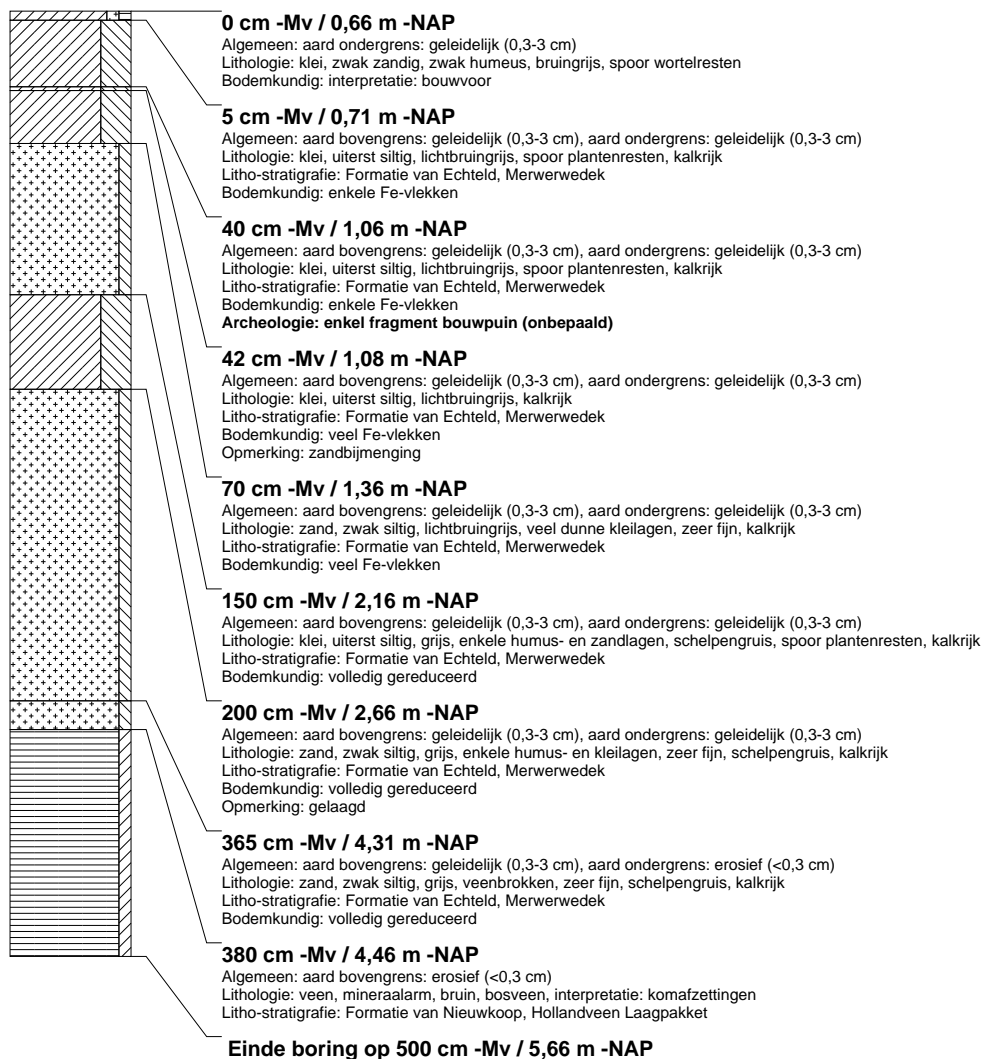 0 cm -Mv / 0,66 m -NAP
Algemeen: aard ondergrens: geleidelijk (0,3-3 cm)
Lithologie: klei, zwak zandig, zwak humeus, bruingrijs, spoor wortelresten
Bodemkundig: interpretatie: bouwvoor
5 cm -Mv / 0,71 m -NAP
Algemeen: aard bovengrens: geleidelijk (0,3-3 cm), aard ondergrens: geleidelijk (0,3-3 cm)
Lithologie: klei, uiterst siltig, lichtbruingrijs, spoor plantenresten, kalkrijk
Litho-stratigrafie: Formatie van Echteld, Merwerwedek
Bodemkundig: enkele Fe-vlekken
40 cm -Mv / 1,06 m -NAP
Algemeen: aard bovengrens: geleidelijk (0,3-3 cm), aard ondergrens: geleidelijk (0,3-3 cm)
Lithologie: klei, uiterst siltig, lichtbruingrijs, spoor plantenresten, kalkrijk
Litho-stratigrafie: Formatie van Echteld, Merwerwedek
Bodemkundig: enkele Fe-vlekken
Archeologie: enkel fragment bouwpuin (onbepaald)
42 cm -Mv / 1,08 m -NAP
Algemeen: aard bovengrens: geleidelijk (0,3-3 cm), aard ondergrens: geleidelijk (0,3-3 cm)
Lithologie: klei, uiterst siltig, lichtbruingrijs, kalkrijk
Litho-stratigrafie: Formatie van Echteld, Merwerwedek
Bodemkundig: veel Fe-vlekken
Opmerking: zandbijmenging
70 cm -Mv / 1,36 m -NAP
Algemeen: aard bovengrens: geleidelijk (0,3-3 cm), aard ondergrens: geleidelijk (0,3-3 cm)
Lithologie: zand, zwak siltig, lichtbruingrijs, veel dunne kleilagen, zeer fijn, kalkrijk
Litho-stratigrafie: Formatie van Echteld, Merwerwedek
Bodemkundig: veel Fe-vlekken
150 cm -Mv / 2,16 m -NAP
Algemeen: aard bovengrens: geleidelijk (0,3-3 cm), aard ondergrens: geleidelijk (0,3-3 cm)
Lithologie: klei, uiterst siltig, grijs, enkele humus- en zandlagen, schelpengruis, spoor plantenresten, kalkrijk
Litho-stratigrafie: Formatie van Echteld, Merwerwedek
Bodemkundig: volledig gereduceerd
200 cm -Mv / 2,66 m -NAP
Algemeen: aard bovengrens: geleidelijk (0,3-3 cm), aard ondergrens: geleidelijk (0,3-3 cm)
Lithologie: zand, zwak siltig, grijs, enkele humus- en kleilagen, zeer fijn, schelpengruis, kalkrijk
Litho-stratigrafie: Formatie van Echteld, Merwerwedek
Bodemkundig: volledig gereduceerd
Opmerking: gelaagd
365 cm -Mv / 4,31 m -NAP
Algemeen: aard bovengrens: geleidelijk (0,3-3 cm), aard ondergrens: erosief (<0,3 cm)
Lithologie: zand, zwak siltig, grijs, veenbrokken, zeer fijn, schelpengruis, kalkrijk
Litho-stratigrafie: Formatie van Echteld, Merwerwedek
Bodemkundig: volledig gereduceerd
380 cm -Mv / 4,46 m -NAP
Algemeen: aard bovengrens: erosief (<0,3 cm)
Lithologie: veen, mineraalarm, bruin, bosveen, interpretatie: komafzettingen
Litho-stratigrafie: Formatie van Nieuwkoop, Hollandveen Laagpakket
Einde boring op 500 cm -Mv / 5,66 m -NAP